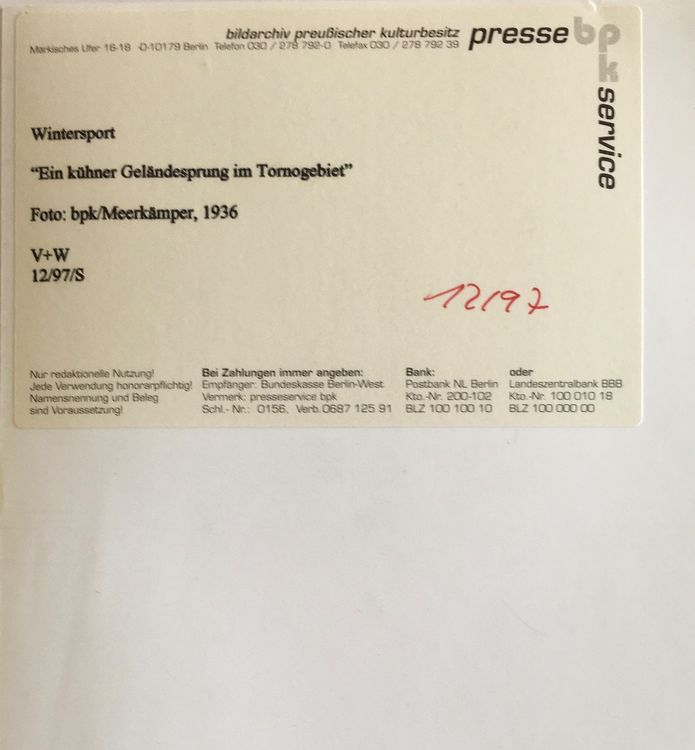 bildarchiv preußischer kulturbesitz presse bpk service
Märkisches Ufer 16-18 D-10179 Berlin Telefon 030 / 278 792-0 Telefax 030 / 278 792 39
Wintersport
“Ein kühner Geländesprung im Tornogebiet”
Foto: bpk/Meerkämper, 1936
V+W
12/97/S
12/97
Nur redaktionelle Nutzung!
Jede Verwendung honorarpflichtig!
Namensnennung und Beleg
sind Voraussetzung!
Bei Zahlungen immer angeben:
Empfänger: Bundeskasse Berlin-West
Vermerk: presseservice bpk
Schl.- Nr.: 0156, Verb.0687 125 91
Bank:
Postbank NL Berlin
Kto.-Nr. 200-102
BLZ 100 100 10
oder
Landeszentralbank BBB
Kto.-Nr. 100 010 18
BLZ 100 000 00